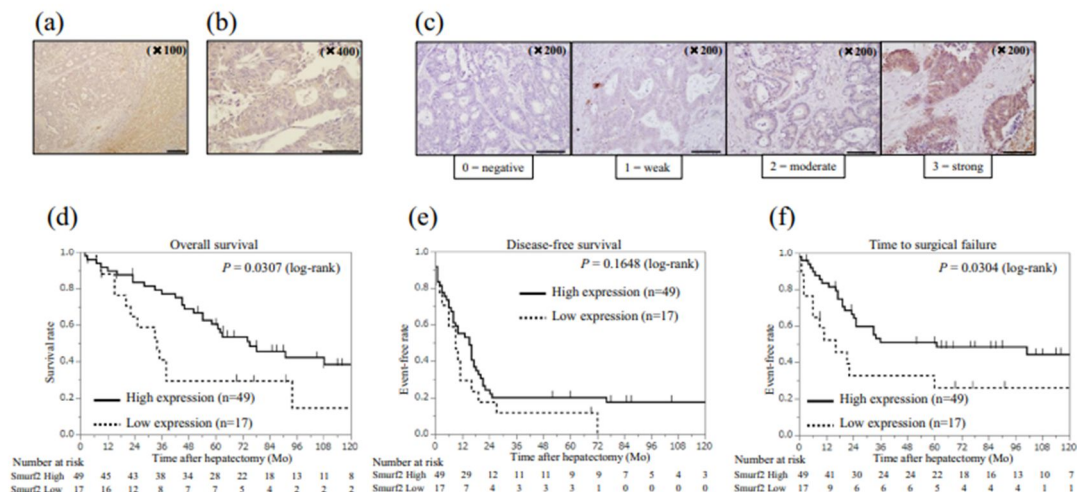 (a)
(b)
(c)
(✖100)
(✖400)
(✖200)
(✖200)
(✖200)
(✖200)
0 = negative
1 = weak
2 = moderate
3 = strong
(d)
Overall survival
P = 0.0307 (log-rank)
Survival rate
1.0
0.8
0.6
0.4
0.2
0.0
High expression (n=49)
Low expression (n=17)
0 12 24 36 48 60 72 84 96 108 120
Time after hepatectomy (Mo)
Number at risk
Smurf2 High 49 45 43 38 34 28 22 18 13 11 8
Smurf2 Low 17 16 12 8 7 7 5 4 2 2 2
(e)
Disease-free survival
P = 0.1648 (log-rank)
High expression (n=49)
Low expression (n=17)
Event-free rate
1.0
0.8
0.6
0.4
0.2
0.0
0 12 24 36 48 60 72 84 96 108 120
Time after hepatectomy (Mo)
Number at risk
Smurf2 High 49 29 12 11 11 9 9 7 5 4 3
Smurf2 Low 17 7 4 3 3 3 1 0 0 0 0
(f)
Time to surgical failure
P = 0.0304 (log-rank)
Event-free rate
1.0
0.8
0.6
0.4
0.2
0.0
High expression (n=49)
Low expression (n=17)
0 12 24 36 48 60 72 84 96 108 120
Time after hepatectomy (Mo)
Number at risk
Smurf2 High 49 41 30 24 24 22 18 16 13 10 7
Smurf2 Low 17 9 6 6 6 5 4 4 4 1 1